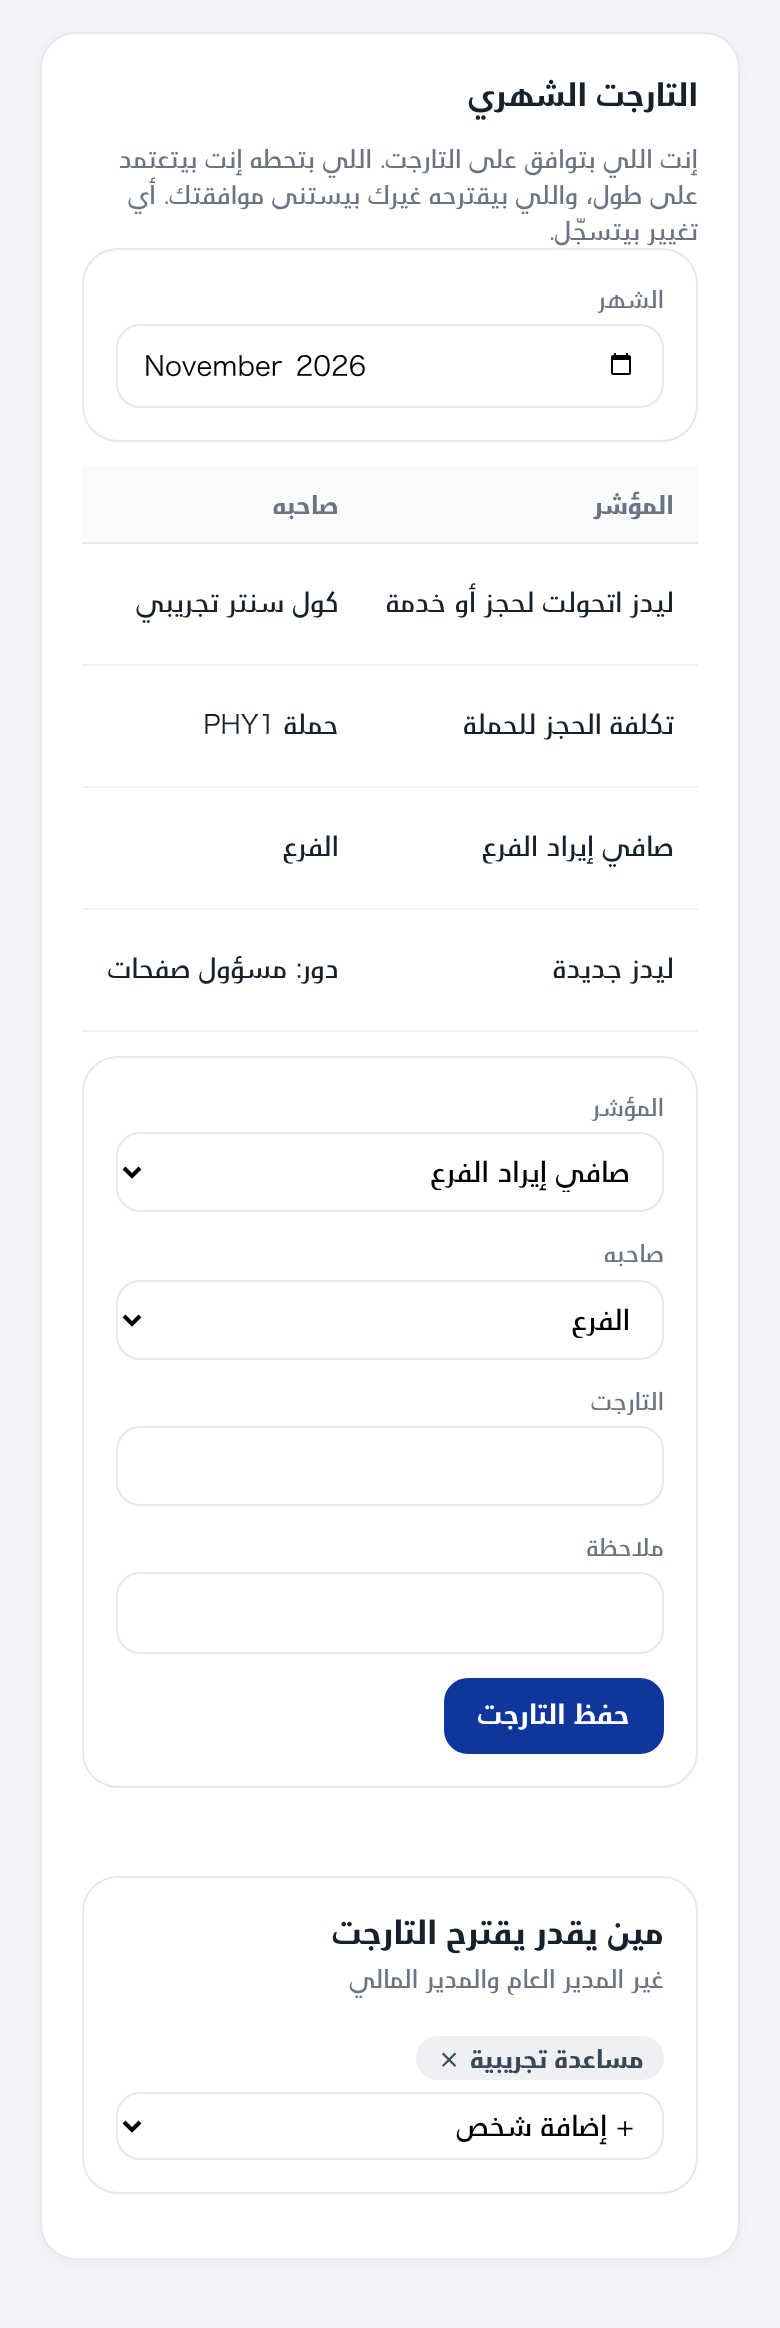 التارجت الشهري
إنت اللي بتوافق على التارجت. اللي بتحطه إنت بيتعتمد
على طول، واللي بيقترحه غيرك بيستنى موافقتك. أي
تغيير بيتسجّل.
الشهر
November 2026
المؤشر صاحبه
ليدز اتحولت لحجز أو خدمة كول سنتر تجريبي
تكلفة الحجز للحملة حملة PHY1
صافي إيراد الفرع الفرع
ليدز جديدة دور: مسؤول صفحات
المؤشر
صافي إيراد الفرع
صاحبه
الفرع
التارجت
ملاحظة
حفظ التارجت
مين يقدر يقترح التارجت
غير المدير العام والمدير المالي
مساعدة تجريبية ×
+ إضافة شخص